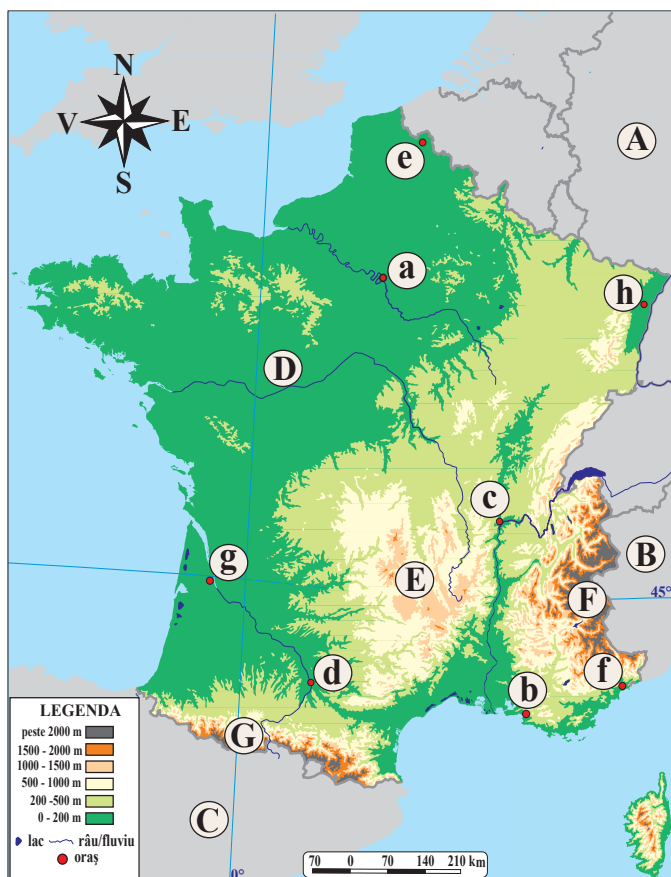 N
V E
S
A
e
a
h
D
c
g
E
B
F
45
d
f
b
G
C
LEGENDA
peste 2000 m
1500 - 2000 m
1000 - 1500 m
500 - 1000 m
200 -500 m
0 - 200 m
lac râu/fluviu
oraș
0°
70 0 70 140 210 km